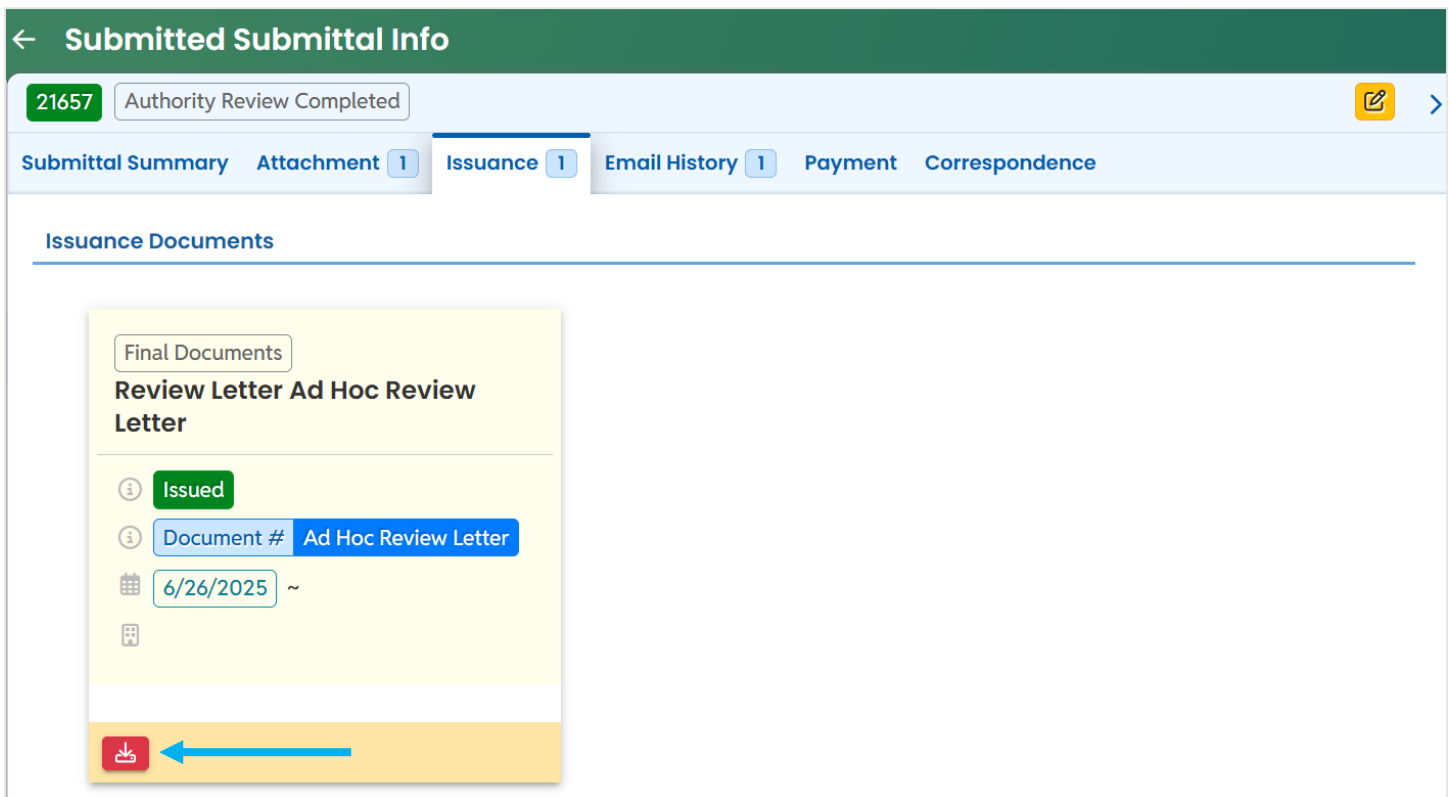 Submitted Submittal Info
21657 Authority Review Completed
Submittal Summary Attachment 1 Issuance 1 Email History 1 Payment Correspondence
Issuance Documents
Final Documents
Review Letter Ad Hoc Review
Letter
Issued
Document # Ad Hoc Review Letter
6/26/2025 ~